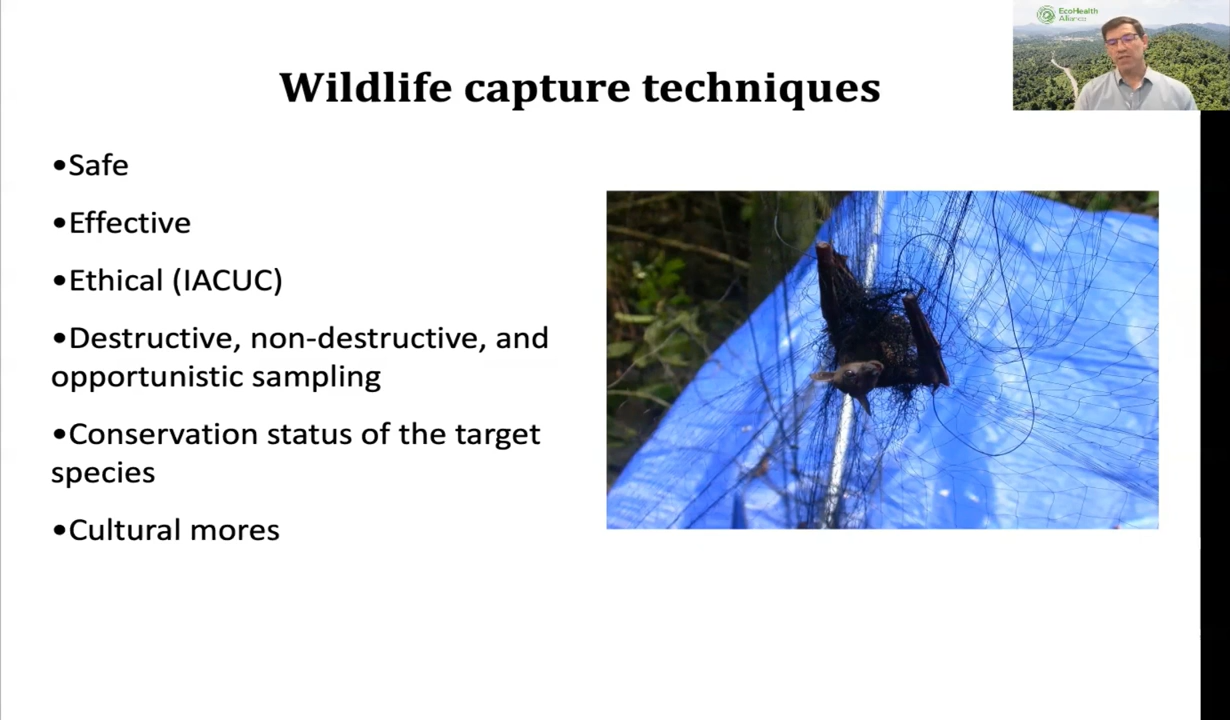 EcoHealth
Alliance
Wildlife capture techniques
•Safe
•Effective
•Ethical (IACUC)
•Destructive, non-destructive, and
opportunistic sampling
•Conservation status of the target
species
•Cultural mores